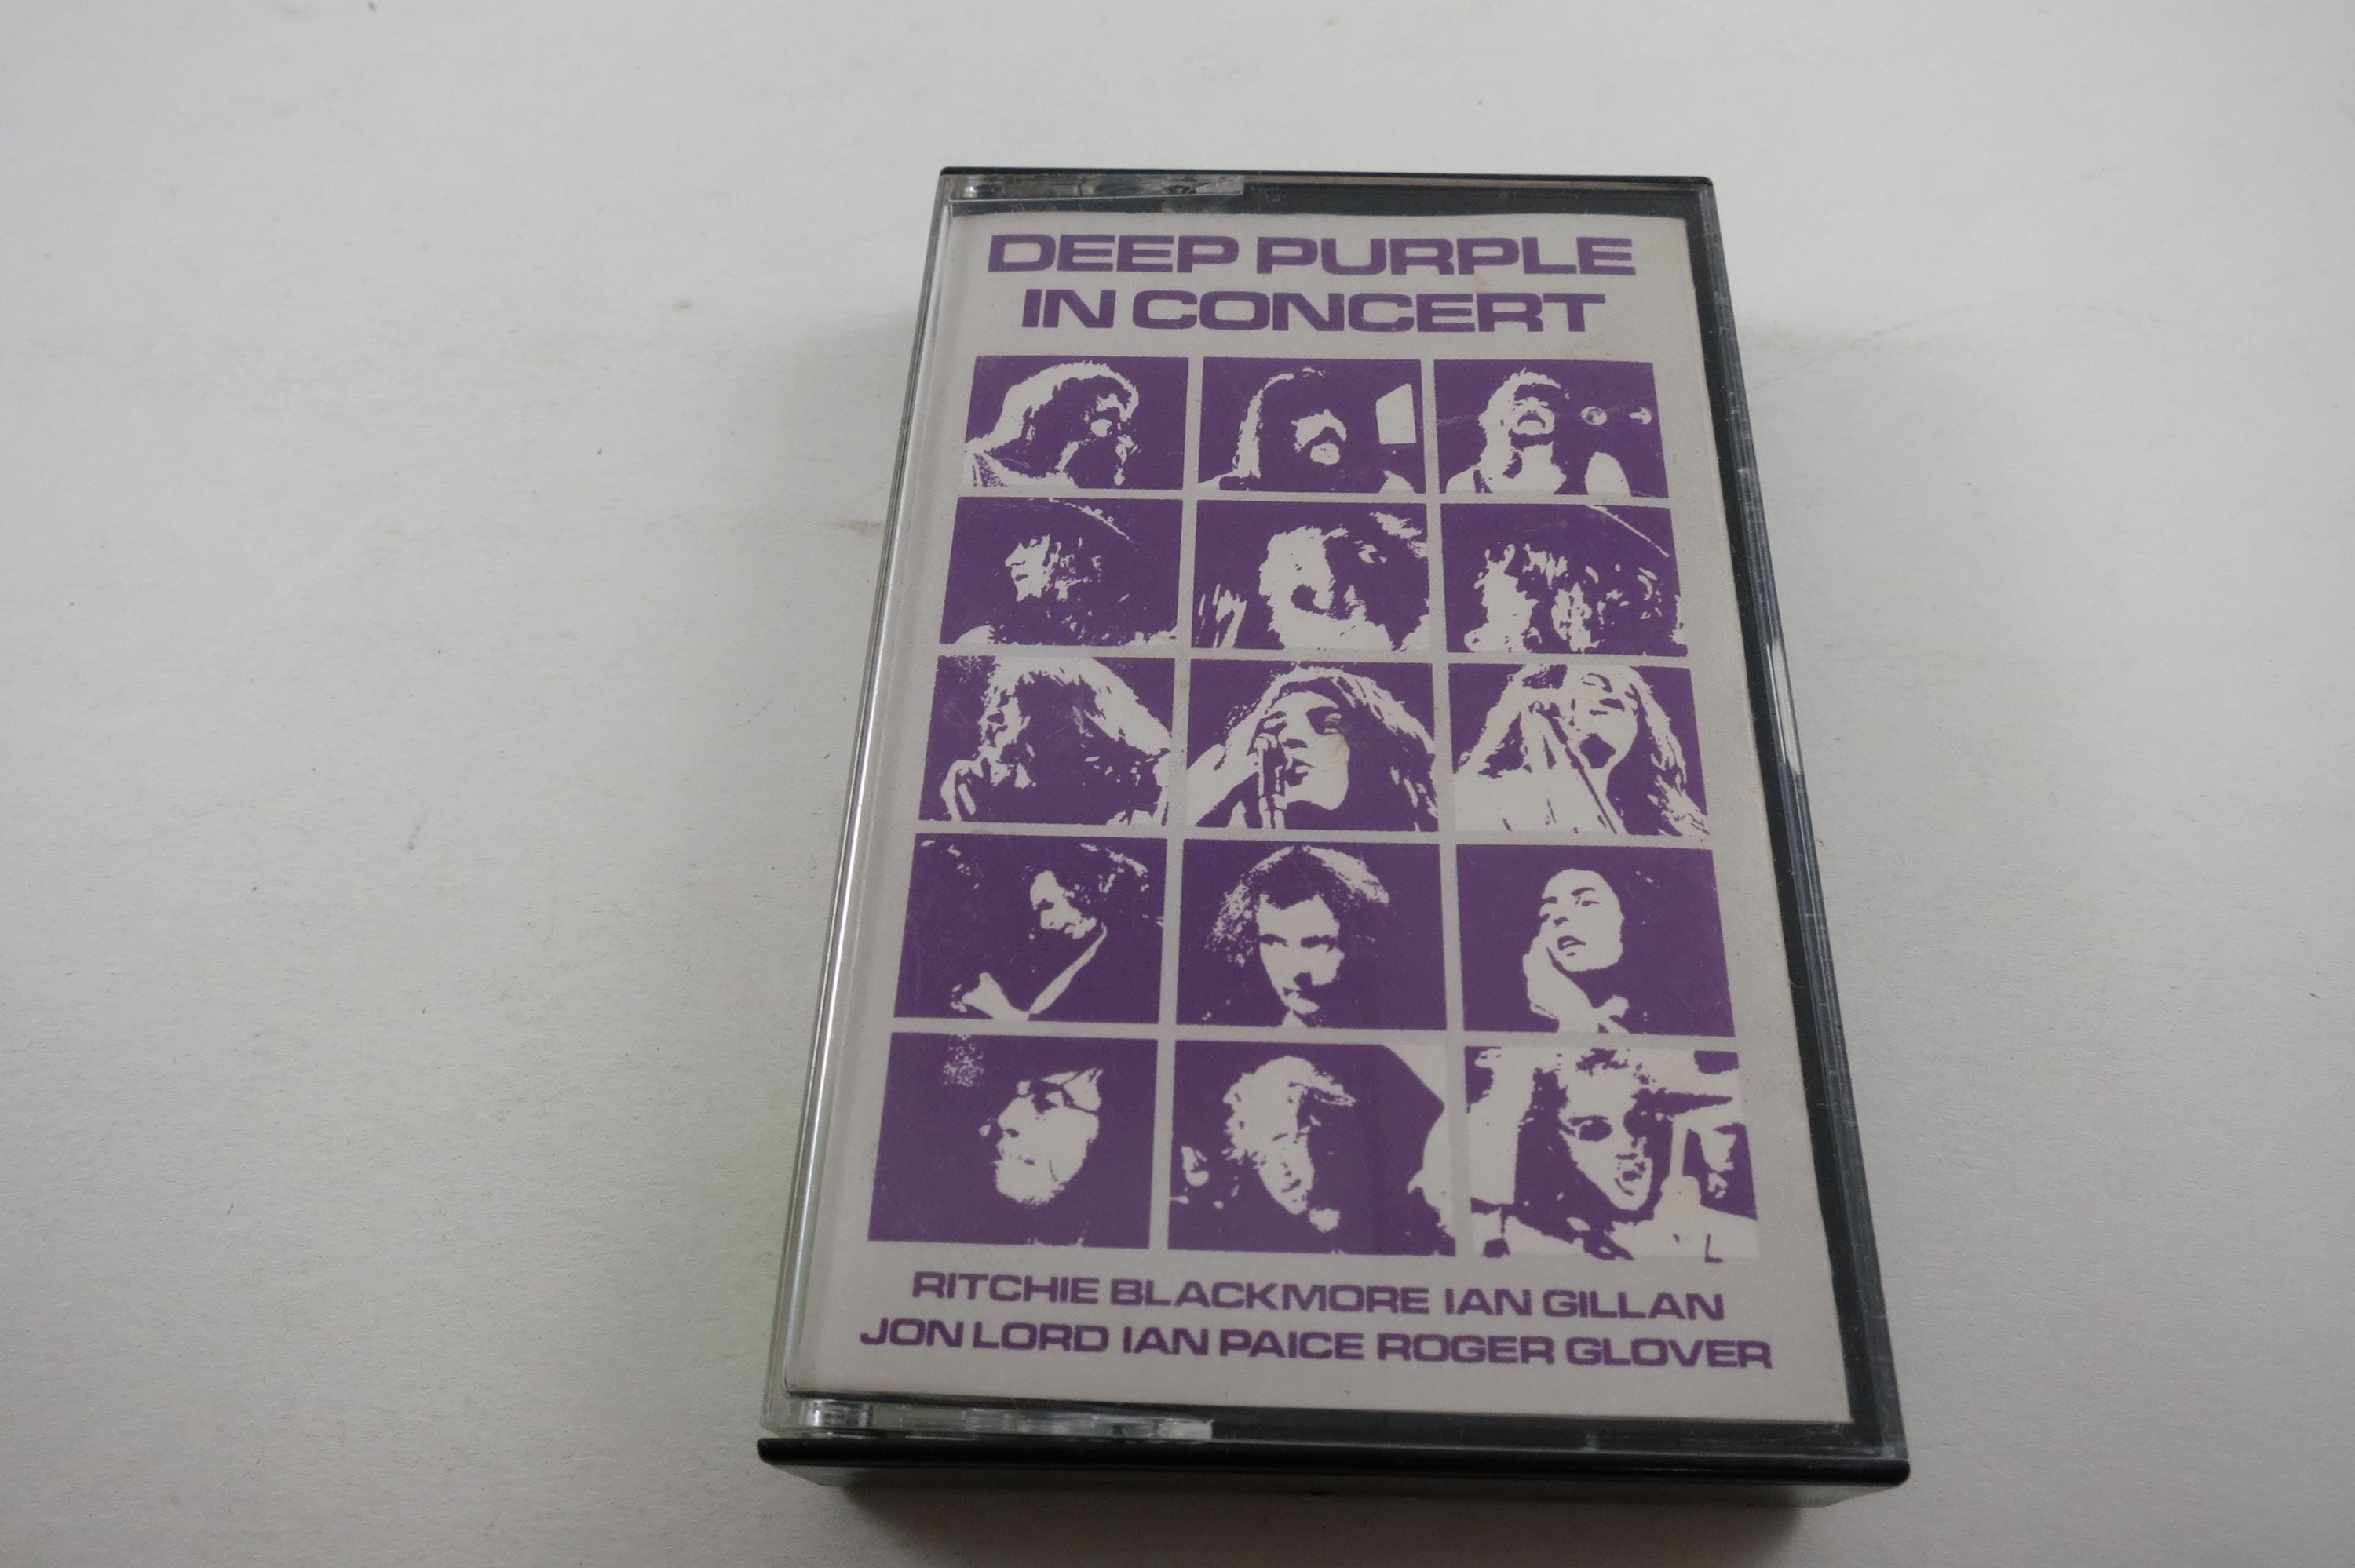 DEEP PURPLE
IN CONCERT
RITCHIE BLACKMORE IAN GILLAN
JON LORD IAN PAICE ROGER GLOVER